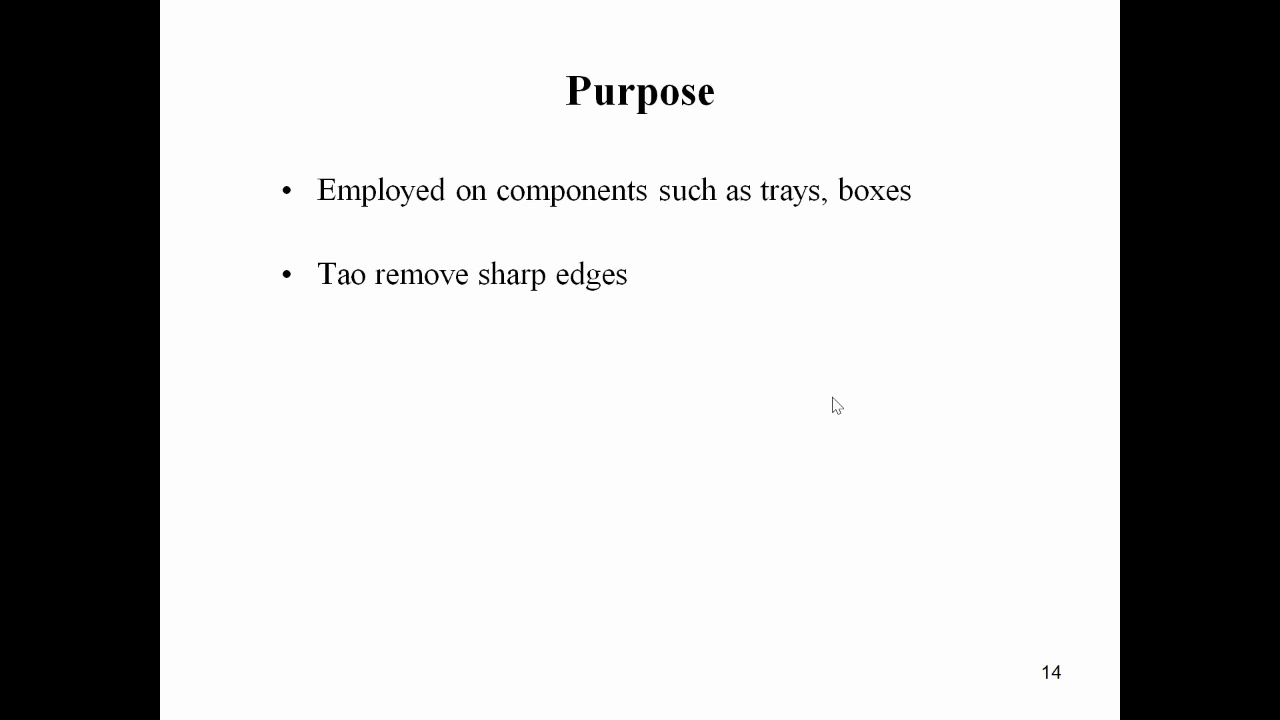 Purpose
• Employed on components such as trays, boxes
• Tao remove sharp edges
14